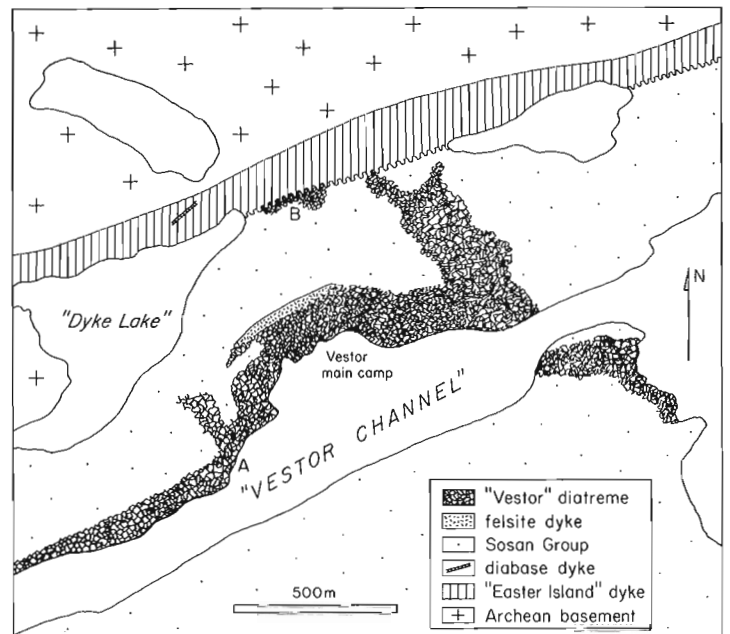 B
N
"Dyke Lake"
Vestor
main camp
"VESTOR CHANNEL"
A
"Vestor" diatreme
felsite dyke
Sosan Group
diabase dyke
"Easter Island" dyke
Archean basement
500m